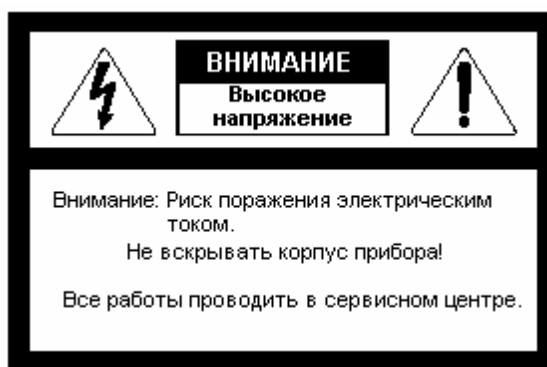 ВНИМАНИЕ
Высокое
напряжение
Внимание: Риск поражения электрическим
током.
Не вскрывать корпус прибора!
Все работы проводить в сервисном центре.